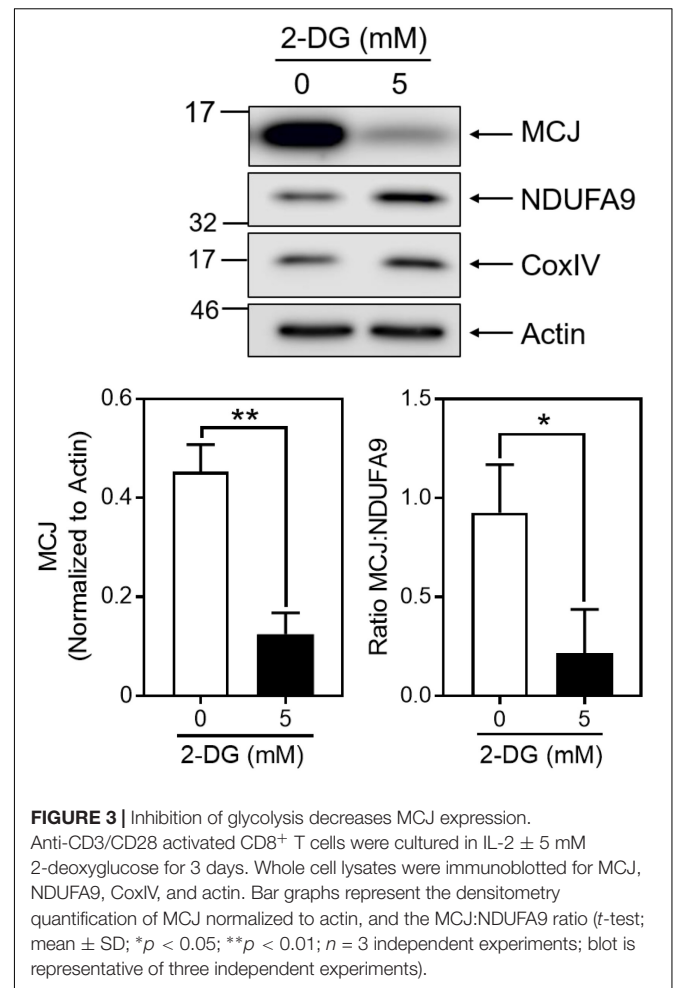 2-DG (mM)
0 5
17 MCJ
NDUFA9
32
17 CoxIV
46
Actin
0.6
0.4
0.2
0
MCJ
(Normalized to Actin)
**
0 5
2-DG (mM)
1.5
1.0
0.5
0.0
Ratio MCJ:NDUFA9
*
0 5
2-DG (mM)
FIGURE 3 | Inhibition of glycolysis decreases MCJ expression.
Anti-CD3/CD28 activated CD8⁺ T cells were cultured in IL-2 ± 5 mM
2-deoxyglucose for 3 days. Whole cell lysates were immunoblotted for MCJ,
NDUFA9, CoxIV, and actin. Bar graphs represent the densitometry
quantification of MCJ normalized to actin, and the MCJ:NDUFA9 ratio (t-test;
mean ± SD; *p < 0.05; **p < 0.01; n = 3 independent experiments; blot is
representative of three independent experiments).